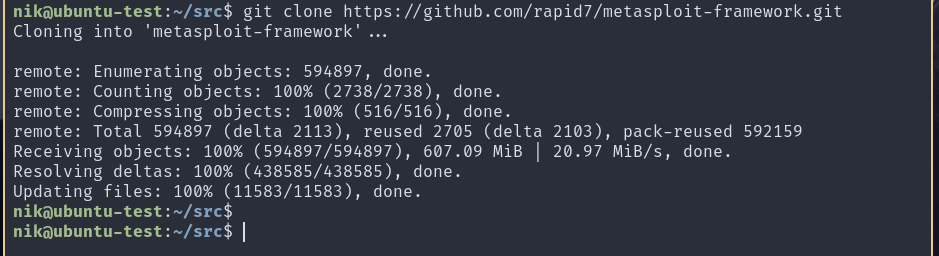 nik@ubuntu-test:~/src$ git clone https://github.com/rapid7/metasploit-framework.git
Cloning into 'metasploit-framework'...
remote: Enumerating objects: 594897, done.
remote: Counting objects: 100% (2738/2738), done.
remote: Compressing objects: 100% (516/516), done.
remote: Total 594897 (delta 2113), reused 2705 (delta 2103), pack-reused 592159
Receiving objects: 100% (594897/594897), 607.09 MiB | 20.97 MiB/s, done.
Resolving deltas: 100% (438585/438585), done.
Updating files: 100% (11583/11583), done.
nik@ubuntu-test:~/src$
nik@ubuntu-test:~/src$